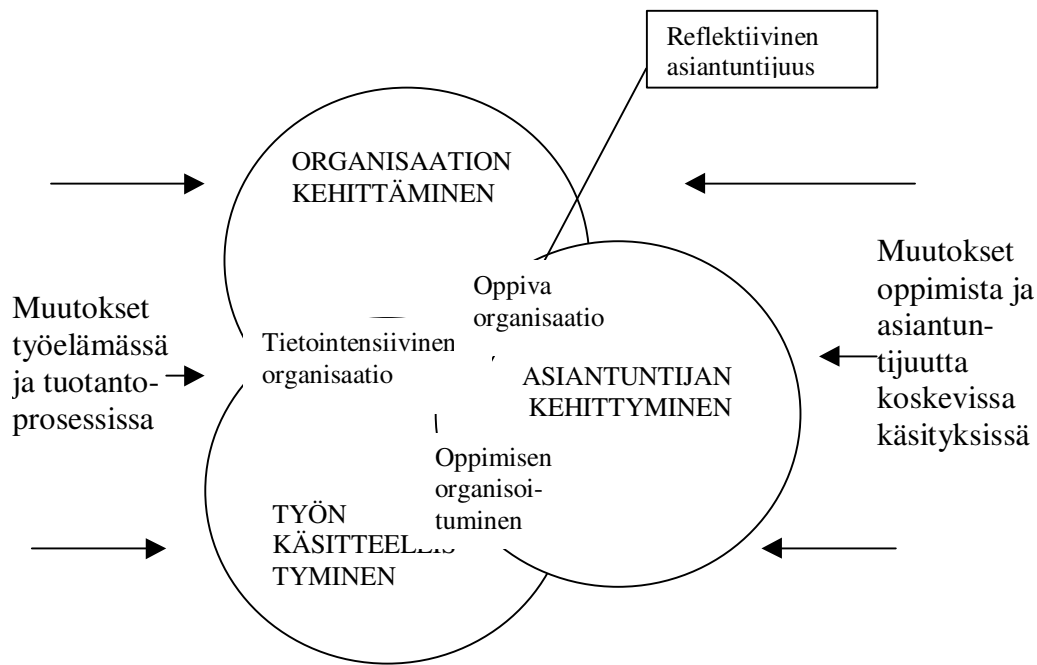 Reflektiivinen
asiantuntijuus
ORGANISAATION
KEHITTÄMINEN
Muutokset
työelämässä
ja tuotanto-
prosessissa
Oppiva
organisaatio
Tietointensiivinen
organisaatio
ASIANTUNTIJAN
KEHITTYMINEN
Muutokset
oppimista ja
asiantun-
tijuutta
koskevissa
käsityksissä
Oppimisen
organisoi-
tuminen
TYÖN
KÄSITTEELLIS
TYMINEN